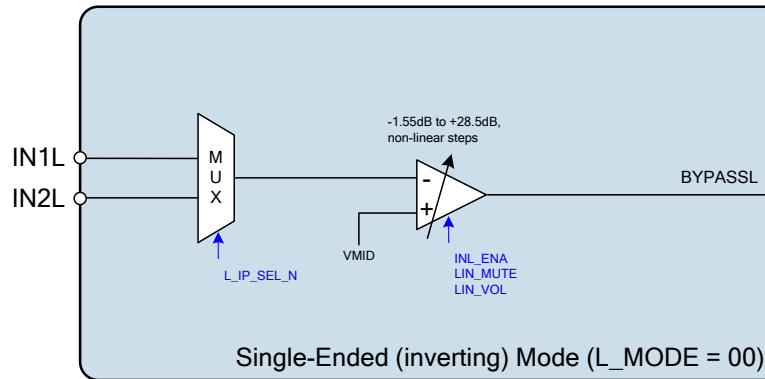 -1.55dB to +28.5dB,
non-linear steps
IN1L
IN2L
M
U
X
-
+
BYPASSL
VMID
L_IP_SEL_N
INL_ENA
LIN_MUTE
LIN_VOL
Single-Ended (inverting) Mode (L_MODE = 00)